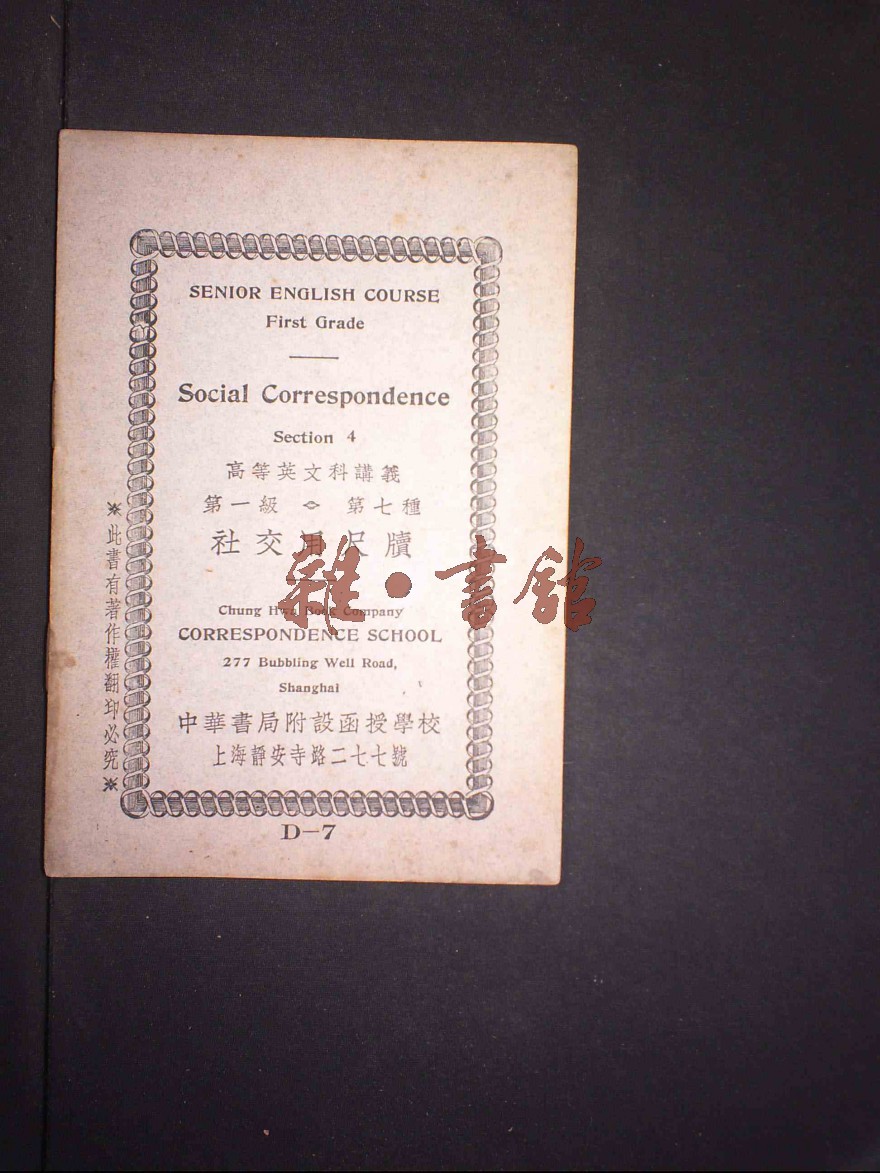 SENIOR ENGLISH COURSE
First Grade
Social Correspondence
Section 4
高等英文科講義
第一級 第七種
社交用尺牘
Chung Hwa Book Company
CORRESPONDENCE SCHOOL
277 Bubbling Well Road,
Shanghai
中華書局附設函授學校
上海靜安寺路二七七號
D—7
※此書有著作權翻印必究※
雜•書館